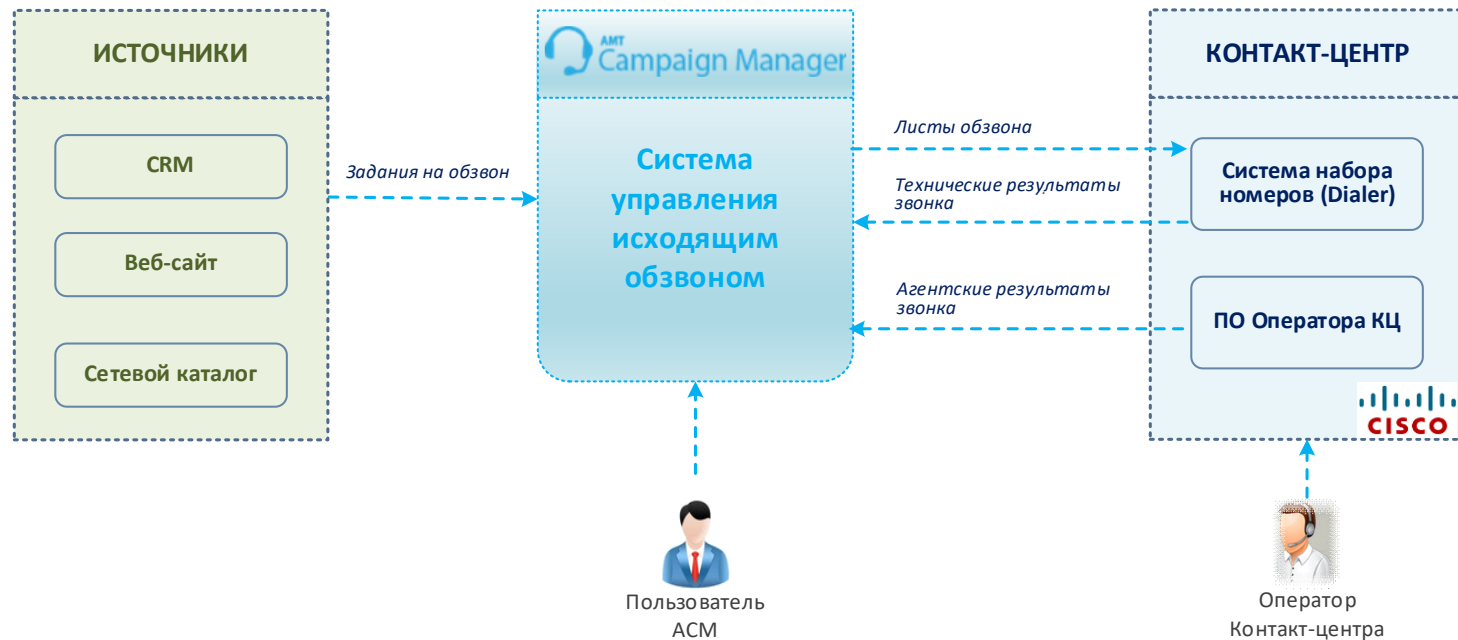 ИСТОЧНИКИ
CRM
Веб-сайт
Сетевой каталог
Задания на обзвон
AMT
Campaign Manager
Система
управления
исходящим
обзвоном
Листы обзвона
Технические результаты
звонка
Агентские результаты
звонка
КОНТАКТ-ЦЕНТР
Система набора
номеров (Dialer)
ПО Оператора КЦ
CISCO
Пользователь
АСМ
Оператор
Контакт-центра